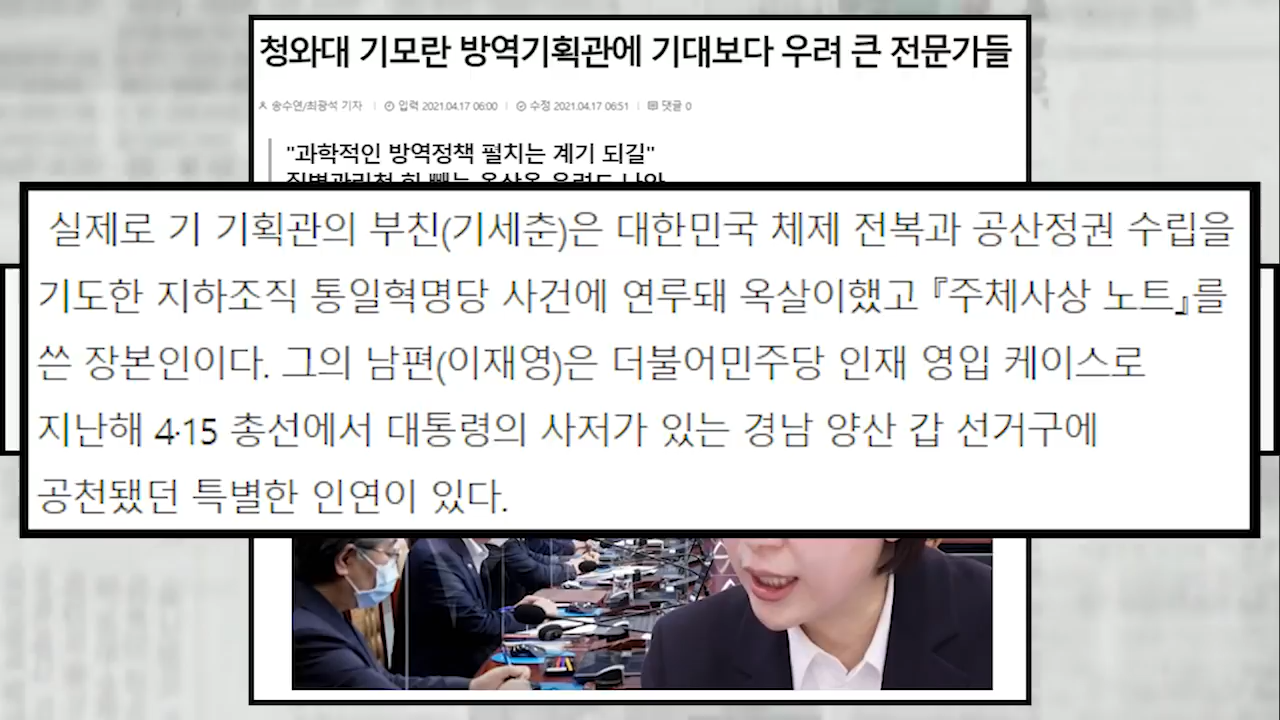 청와대 기모란 방역기획관에 기대보다 우려 큰 전문가들
송수연/최광석 기자 | 입력 2021.04.17 06:00 | 수정 2021.04.17 06:51 | 댓글 0
"과학적인 방역정책 펼치는 계기 되길"
실제로 기 기획관의 부친(기세춘)은 대한민국 체제 전복과 공산정권 수립을
기도한 지하조직 통일혁명당 사건에 연루돼 옥살이했고 『주체사상 노트』를
쓴 장본인이다. 그의 남편(이재영)은 더불어민주당 인재 영입 케이스로
지난해 4·15 총선에서 대통령의 사저가 있는 경남 양산 갑 선거구에
공천됐던 특별한 인연이 있다.